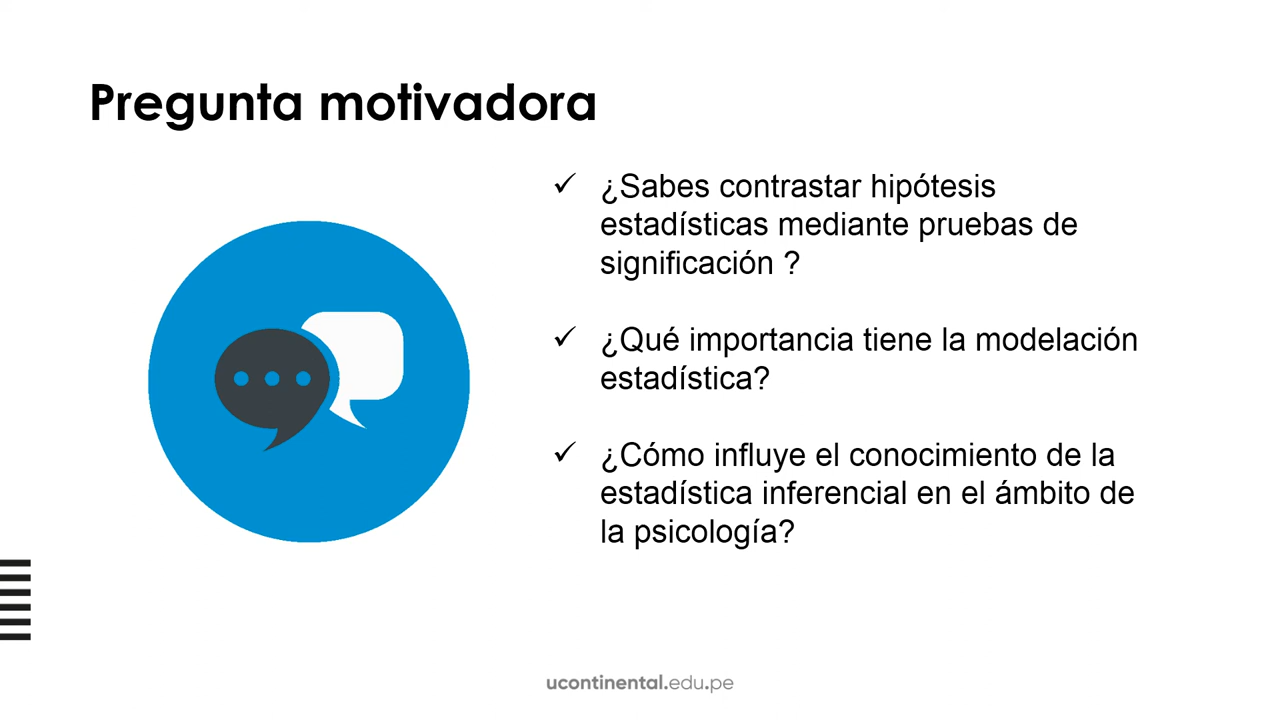 Pregunta motivadora
✓ ¿Sabes contrastar hipótesis
estadísticas mediante pruebas de
significación ?
✓ ¿Qué importancia tiene la modelación
estadística?
✓ ¿Cómo influye el conocimiento de la
estadística inferencial en el ámbito de
la psicología?
ucontinental.edu.pe